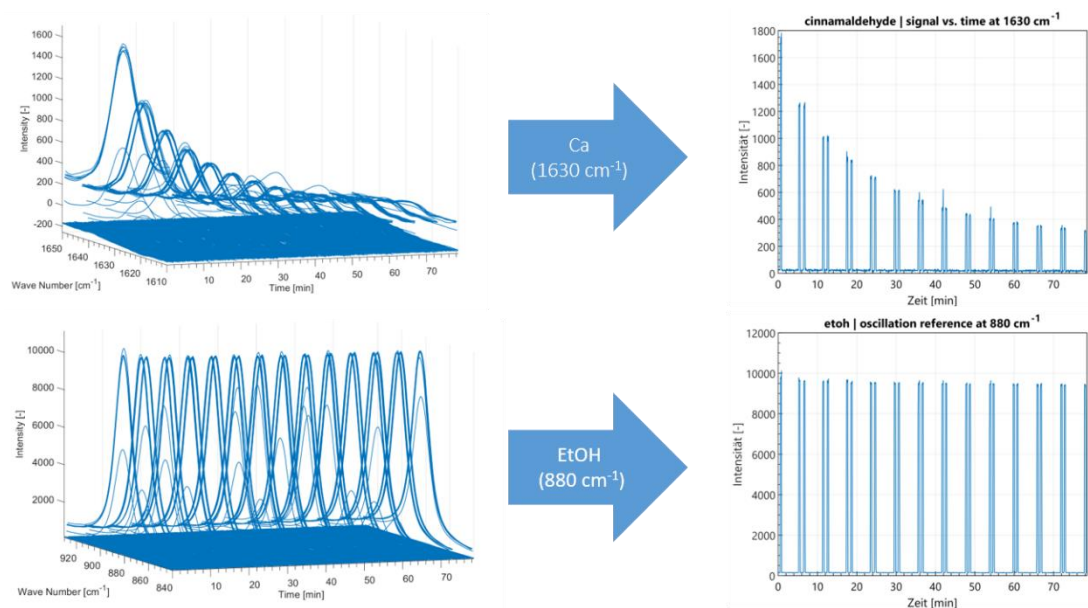 1600
1400
1200
1000
800
600
400
200
0
-200
Intensity [-]
1650
1640
1630
1620
1610
Wave Number [cm⁻¹]
10 20 30 40 50 60 70
Time [min]
Ca
(1630 cm⁻¹)
cinnamaldehyde | signal vs. time at 1630 cm⁻¹
1800
1600
1400
1200
1000
800
600
400
200
0
Intensität [-]
0 10 20 30 40 50 60 70
Zeit [min]
10000
8000
6000
4000
2000
Intensity [-]
920
900
880
860
840
Wave Number [cm⁻¹]
10 20 30 40 50 60 70
Time [min]
EtOH
(880 cm⁻¹)
etoh | oscillation reference at 880 cm⁻¹
12000
10000
8000
6000
4000
2000
0
Intensität [-]
0 10 20 30 40 50 60 70
Zeit [min]